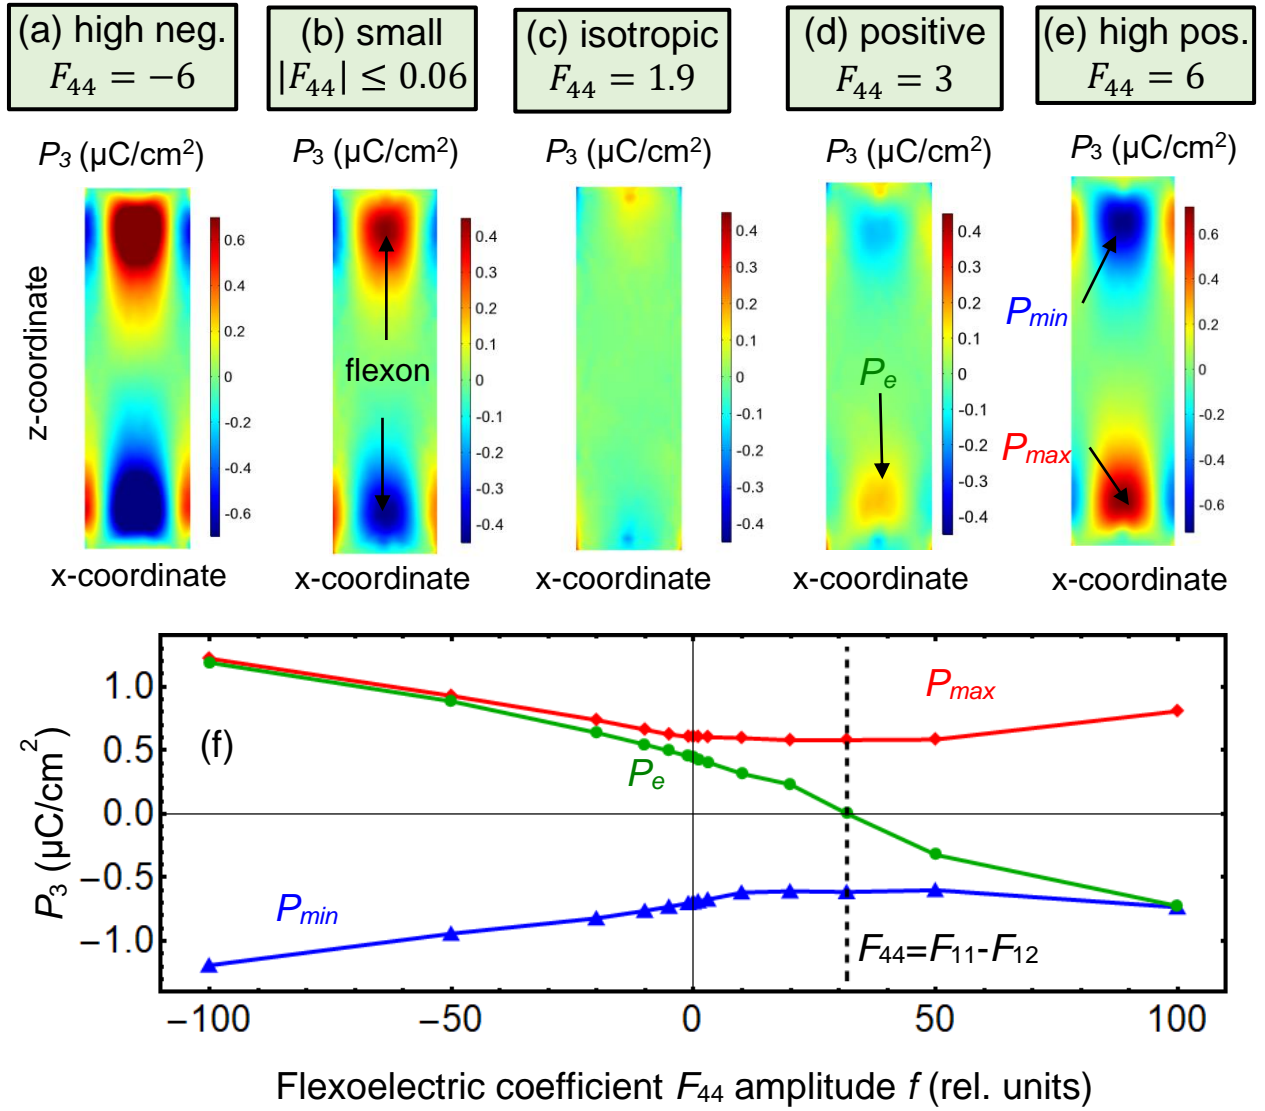 (a) high neg.
F₄₄ = −6
(b) small
|F₄₄| ≤ 0.06
(c) isotropic
F₄₄ = 1.9
(d) positive
F₄₄ = 3
(e) high pos.
F₄₄ = 6
P₃ (μC/cm²)
P₃ (μC/cm²)
P₃ (μC/cm²)
P₃ (μC/cm²)
P₃ (μC/cm²)
z-coordinate
0.6
0.4
0.2
0
-0.2
-0.4
-0.6
flexon
0.4
0.3
0.2
0.1
0
-0.1
-0.2
-0.3
-0.4
0.4
0.3
0.2
0.1
0
-0.1
-0.2
-0.3
-0.4
Pₑ
0.4
0.3
0.2
0.1
0
-0.1
-0.2
-0.3
-0.4
Pmin
Pmax
0.6
0.4
0.2
0
-0.2
-0.4
-0.6
x-coordinate
x-coordinate
x-coordinate
x-coordinate
x-coordinate
P₃ (μC/cm²)
1.0
0.5
0.0
−0.5
−1.0
(f)
Pmax
Pₑ
Pmin
F₄₄=F₁₁-F₁₂
−100
−50
0
50
100
Flexoelectric coefficient F₄₄ amplitude f (rel. units)